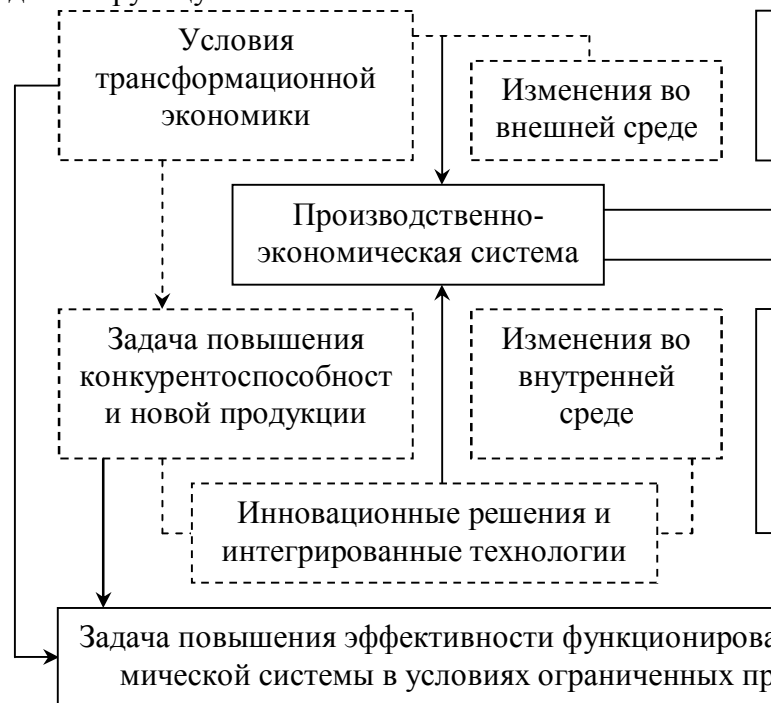 Условия
трансформационной
экономики
Изменения во
внешней среде
Производственно-
экономическая система
Задача повышения
конкурентоспособност
и новой продукции
Изменения во
внутренней
среде
Инновационные решения и
интегрированные технологии
Задача повышения эффективности функционирова
мической системы в условиях ограниченных пр